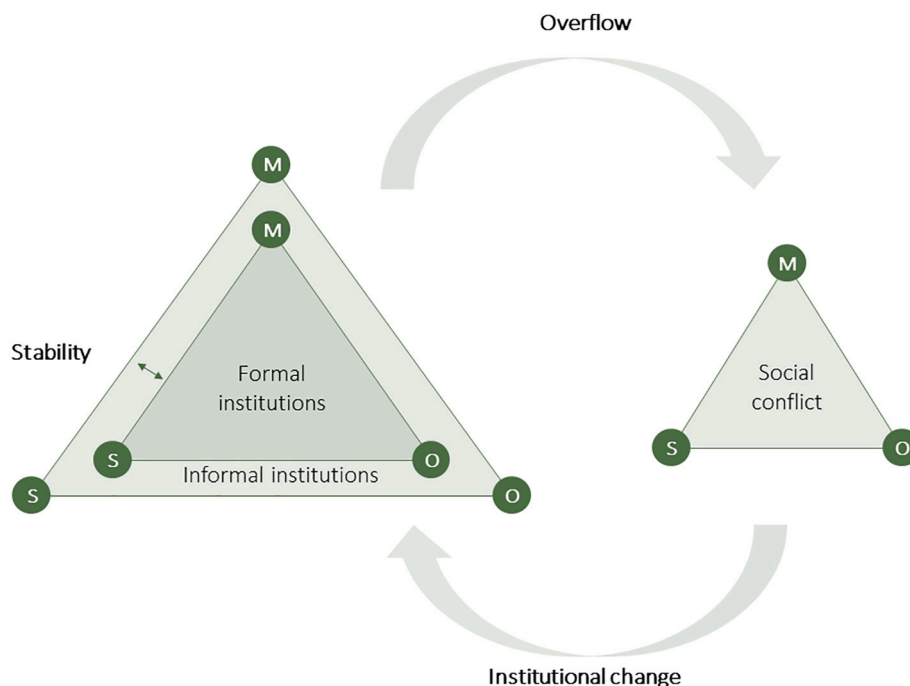 Overflow
M
M
M
Stability
Formal
institutions
Social
conflict
S
O
S
O
Informal institutions
S
O
Institutional change